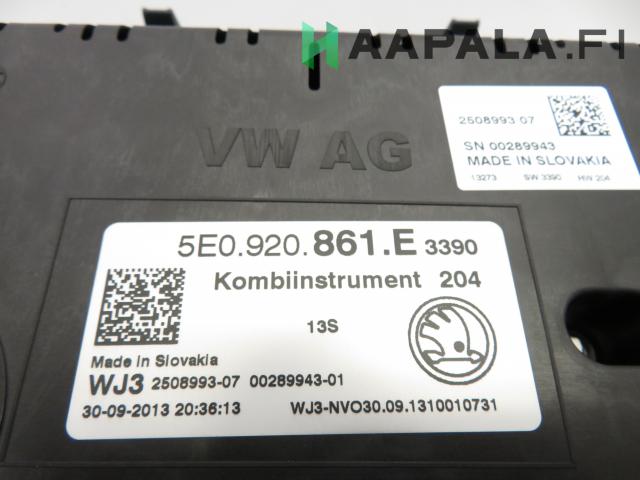 HAAPALA.FI
VW AG
2508993 07
SN 00289943
MADE IN SLOVAKIA
13273 SW 3390 HW 204
5E0.920.861.E 3390
Kombiinstrument 204
13S
Made in Slovakia
WJ3 2508993-07 00289943-01
30-09-2013 20:36:13 WJ3-NVO30.09.1310010731